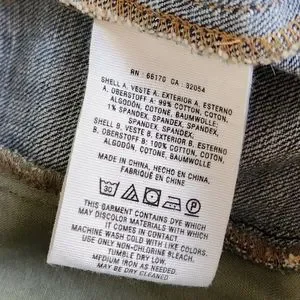 RN : 66170 CA : 32054
SHELL A. VESTE A. EXTERIOR A, ESTERNO
A. OBERSTOFF A: 99% COTTON, COTON,
ALGODÓN, COTONE, BAUMWOLLE
1% SPANDEX, SPANDEX, SPANDEX,
SPANDEX, SPANDEX
SHELL B. VESTE B. EXTERIOR B, ESTERNO
B. OBERSTOFF B: 100% COTTON, COTON,
ALGODÓN, COTONE, BAUMWOLLE
MADE IN CHINA, HECHO EN CHINA,
FABRIQUÉ EN CHINE
30
THIS GARMENT CONTAINS DYE WHICH
MAY DISCOLOR MATERIALS WITH WHICH
IT COMES IN CONTACT.
MACHINE WASH COLD WITH LIKE COLORS.
USE ONLY NON-CHLORINE BLEACH.
TUMBLE DRY LOW.
MEDIUM IRON AS NEEDED.
MAY BE DRY CLEANED